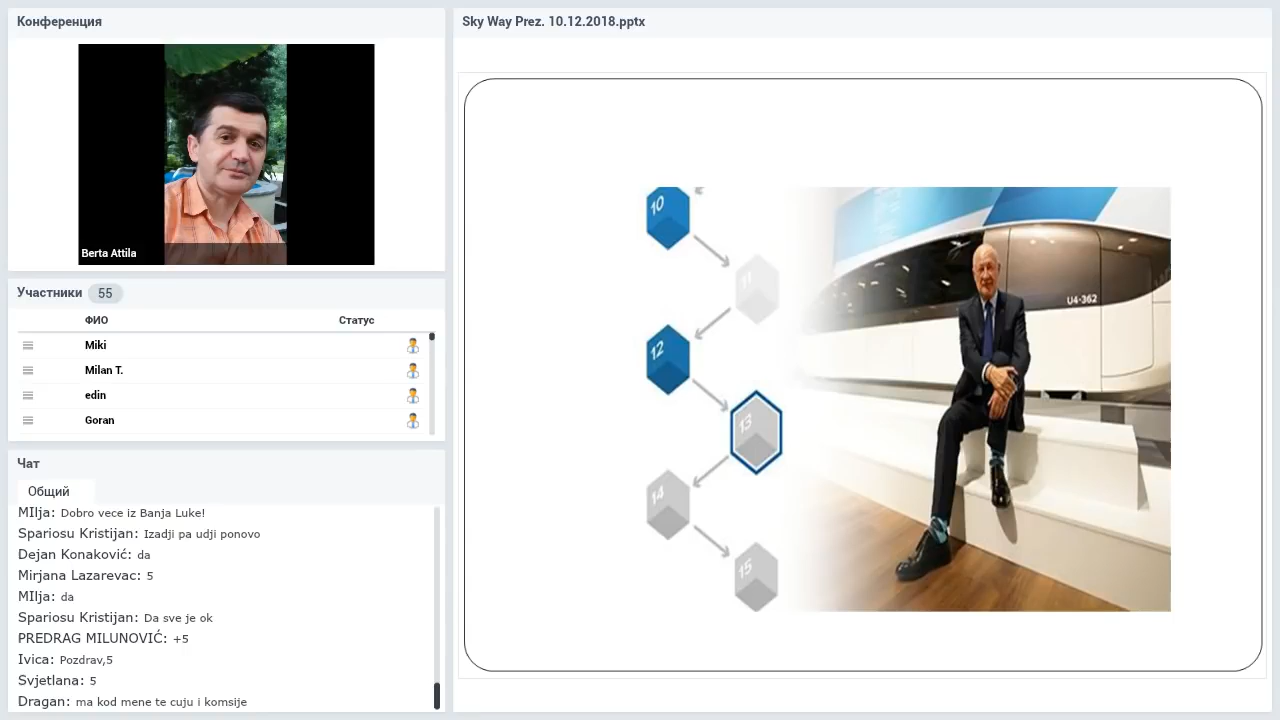 Конференция
Berta Attila
Участники 55
ФИО Статус
Miki
Milan T.
edin
Goran
Чат
Общий
MIlja: Dobro vece iz Banja Luke!
Spariosu Kristijan: Izadji pa udji ponovo
Dejan Konaković: da
Mirjana Lazarevac: 5
MIlja: da
Spariosu Kristijan: Da sve je ok
PREDRAG MILUNOVIĆ: +5
Ivica: Pozdrav,5
Svjetlana: 5
Dragan: ma kod mene te cuju i komsije
Sky Way Prez. 10.12.2018.pptx
10
11
12
13
14
15
U4-362